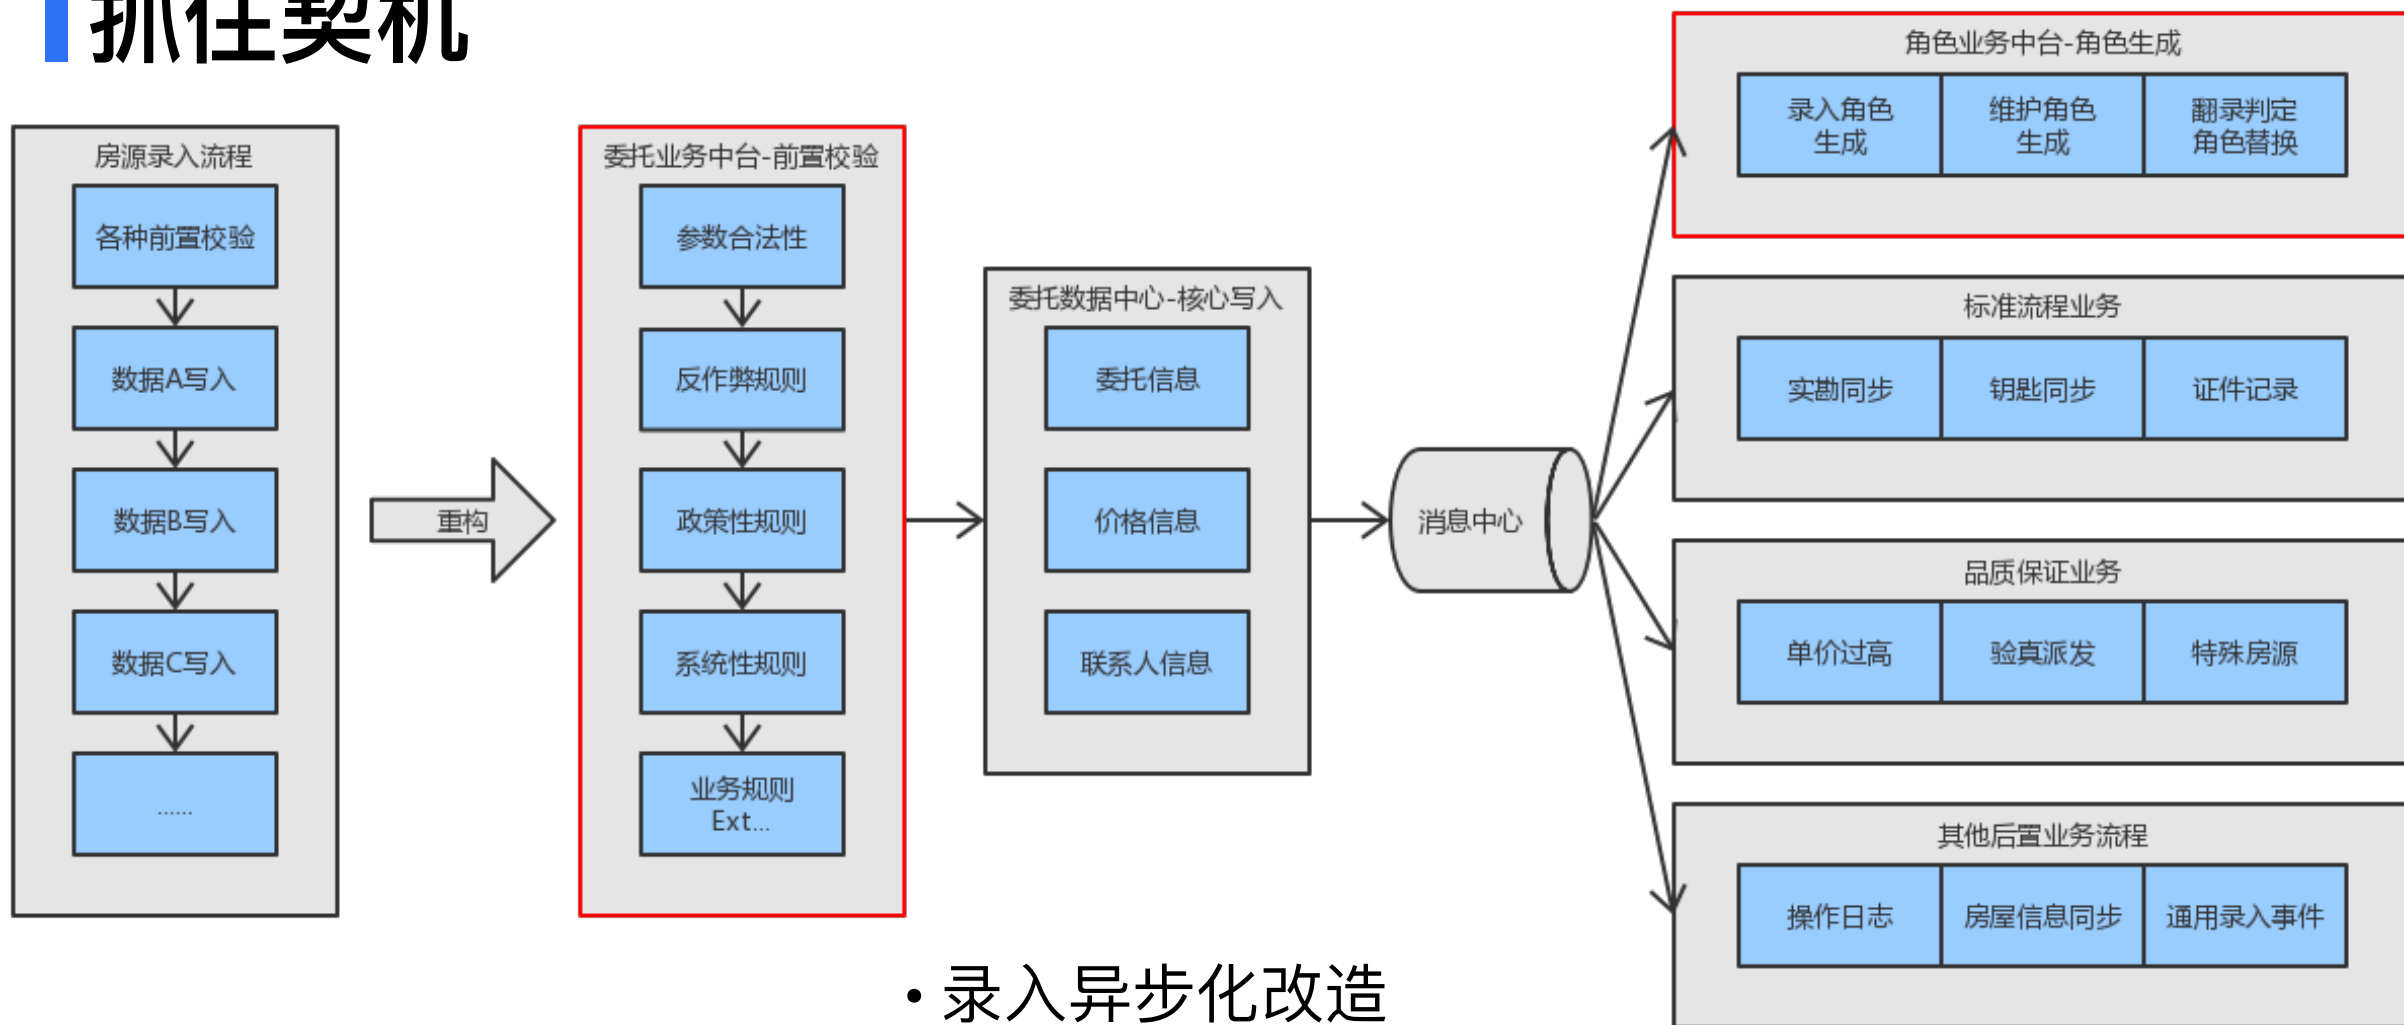 抓住契机
房源录入流程
各种前置校验
数据A写入
数据B写入
数据C写入
......
重构
委托业务中台-前置校验
参数合法性
反作弊规则
政策性规则
系统性规则
业务规则
Ext...
委托数据中心-核心写入
委托信息
价格信息
联系人信息
消息中心
角色业务中台-角色生成
录入角色
生成
维护角色
生成
翻录判定
角色替换
标准流程业务
实勘同步
钥匙同步
证件记录
品质保证业务
单价过高
验真派发
特殊房源
其他后置业务流程
操作日志
房屋信息同步
通用录入事件
• 录入异步化改造